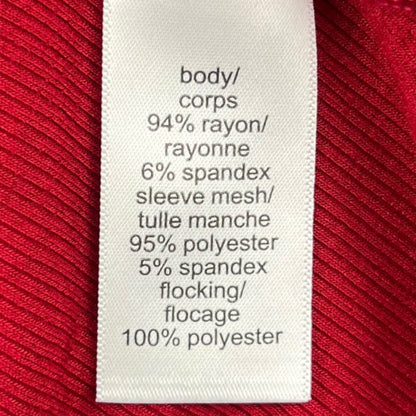 body/
corps
94% rayon/
rayonne
6% spandex
sleeve mesh/
tulle manche
95% polyester
5% spandex
flocking/
flocage
100% polyester